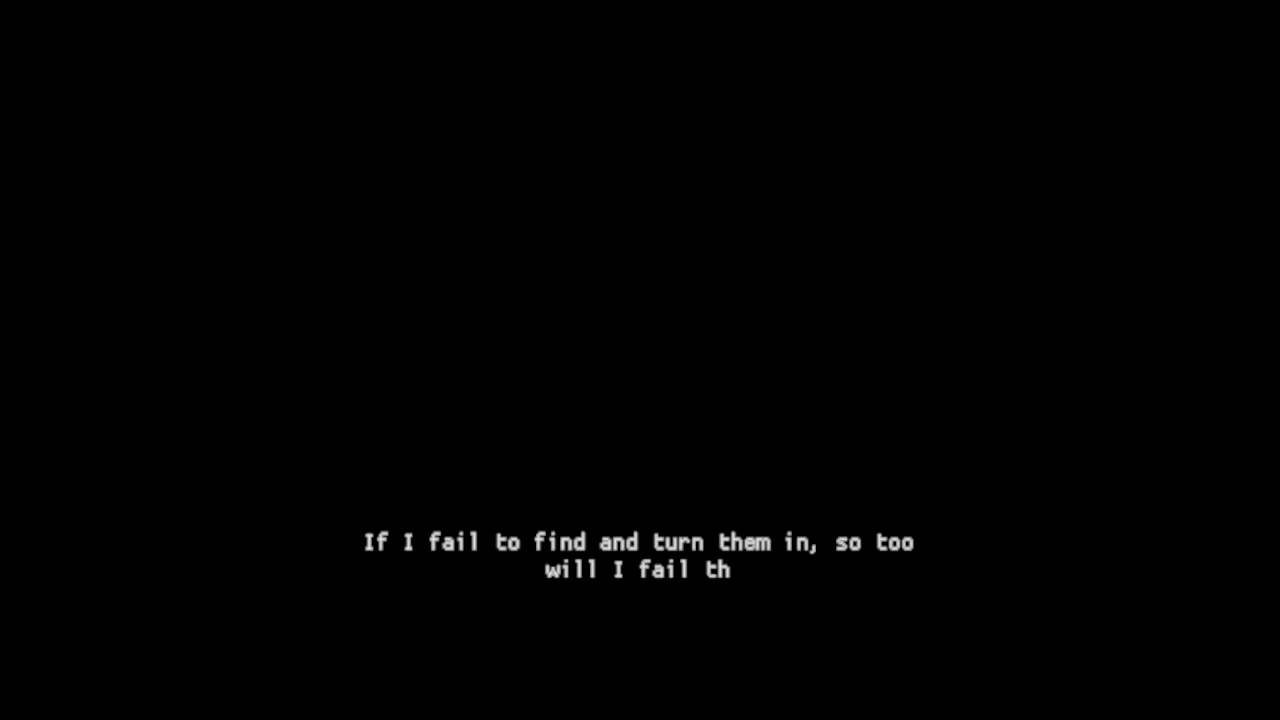 If I fail to find and turn them in, so too
will I fail th